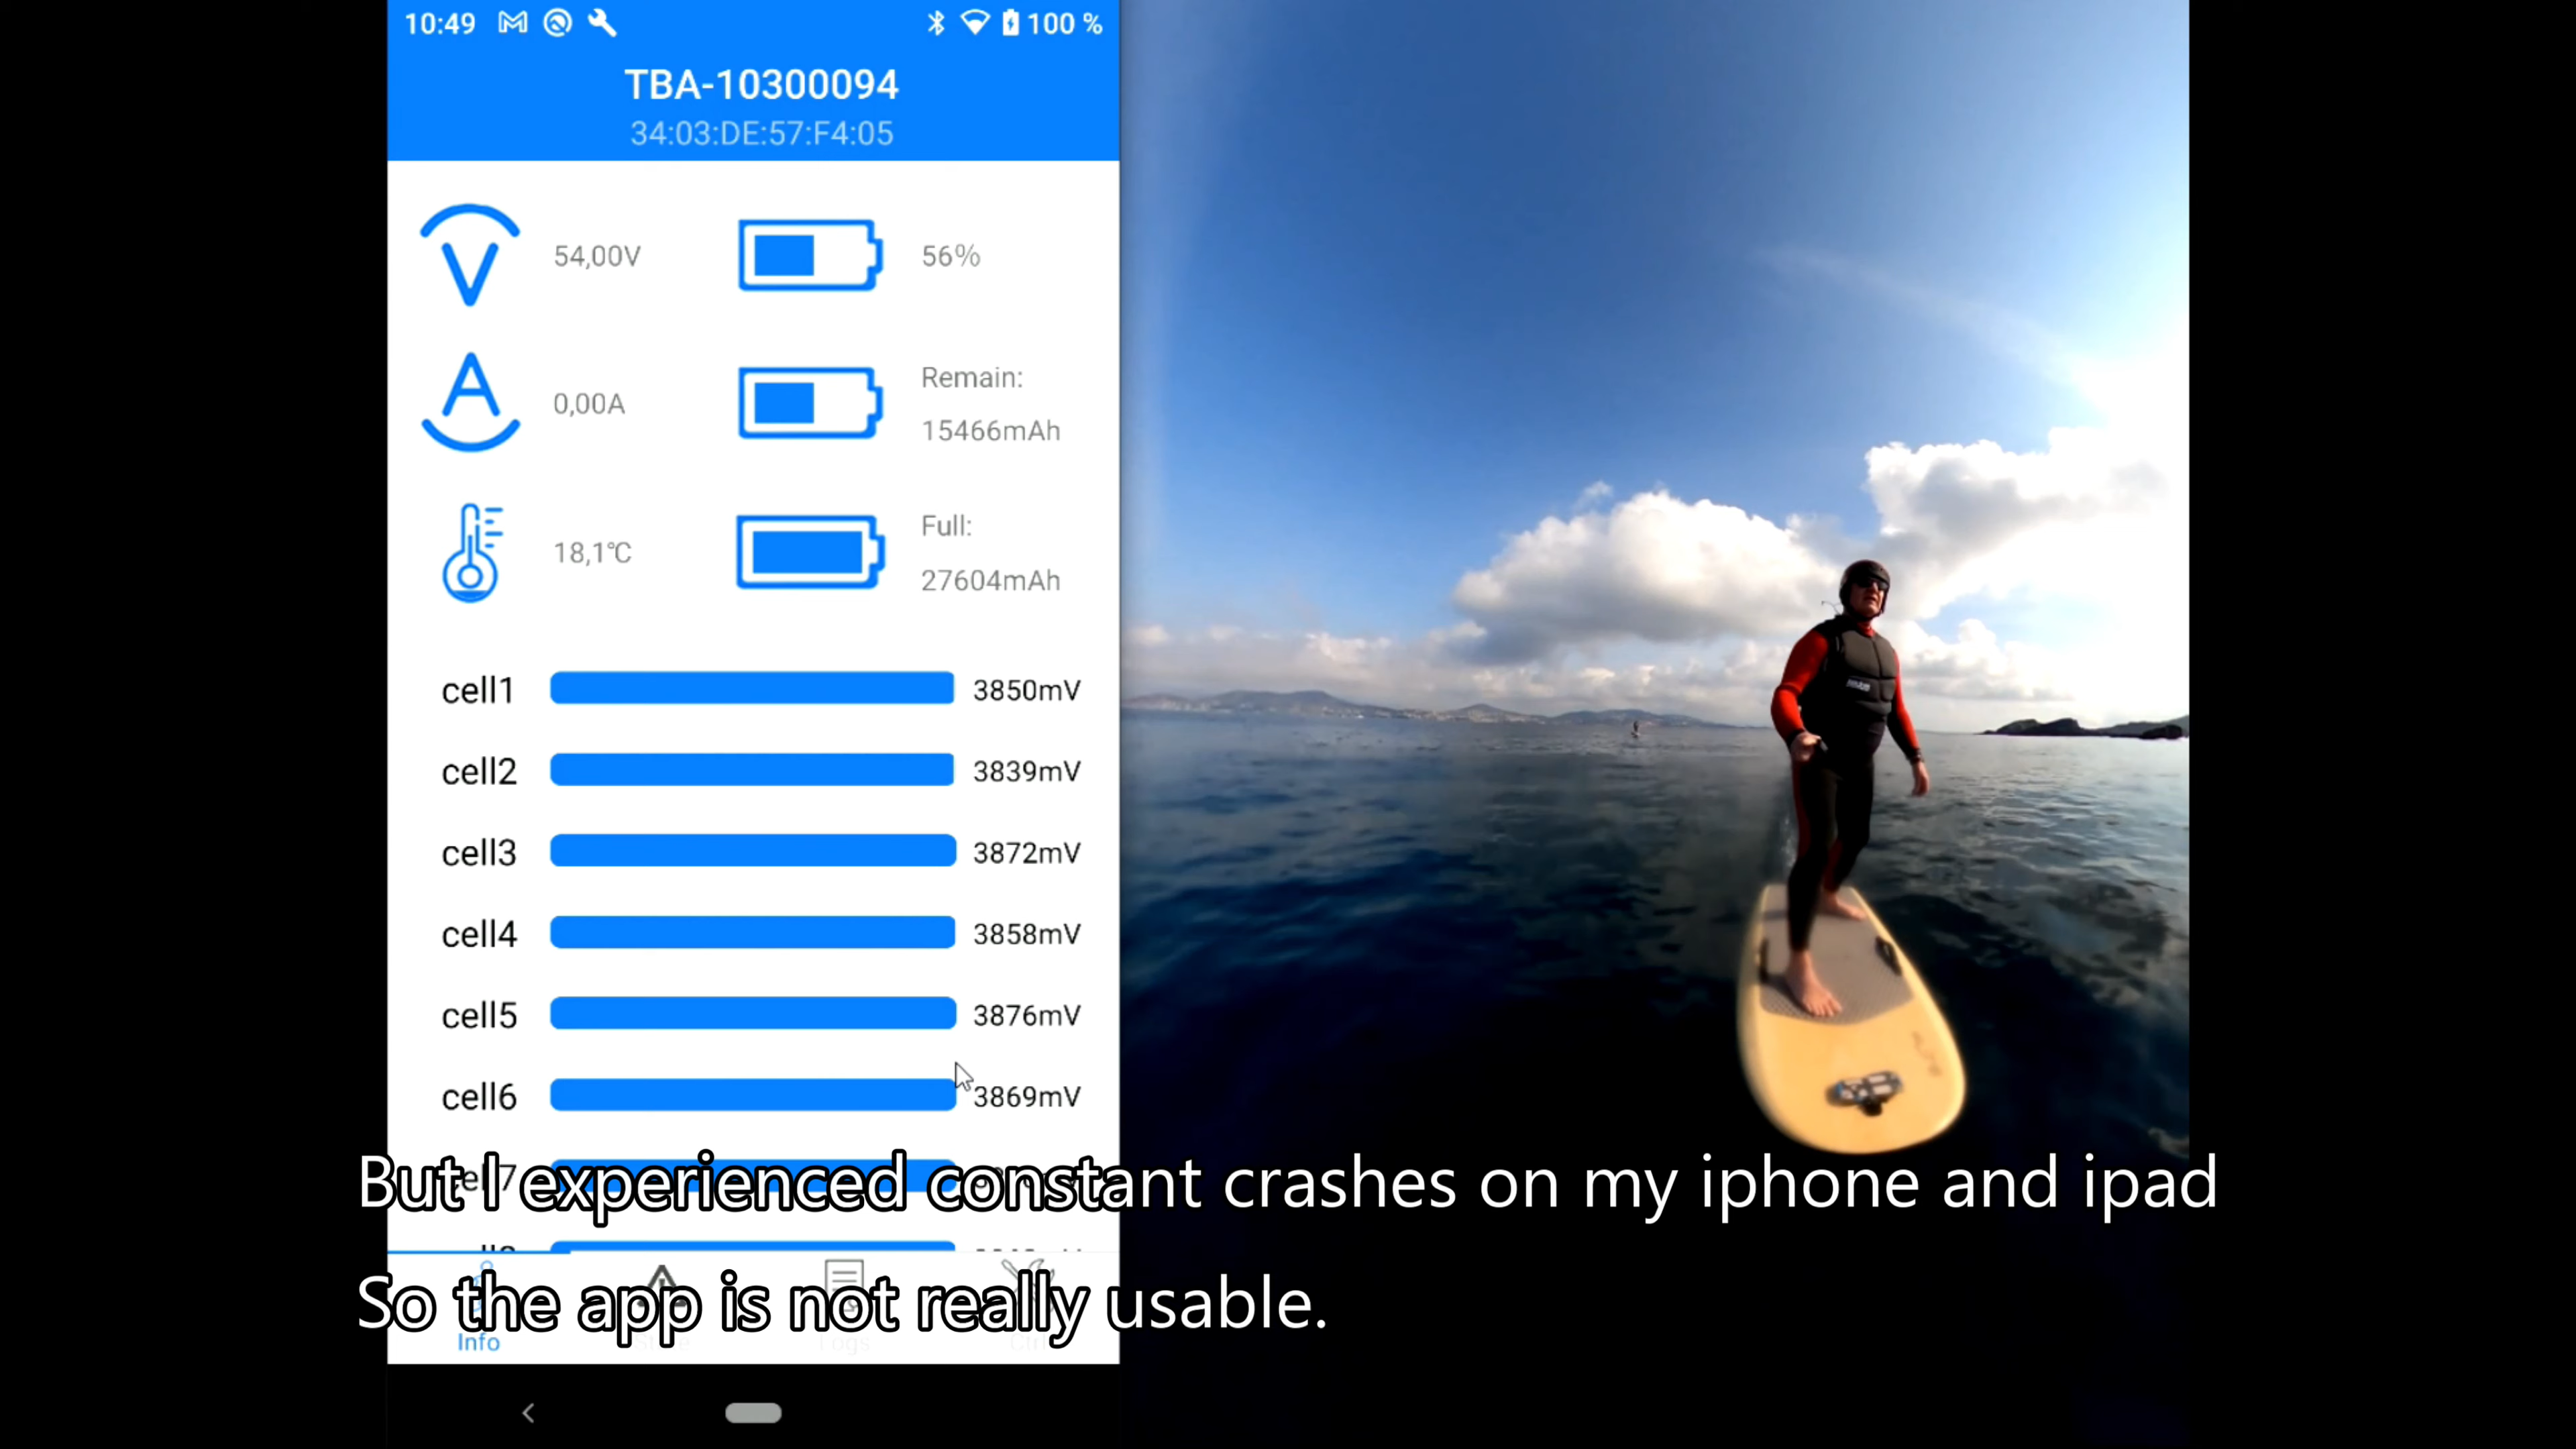 10:49
100 %
TBA-10300094
34:03:DE:57:F4:05
V
54,00V
56%
A
0,00A
Remain:
15466mAh
18,1°C
Full:
27604mAh
cell1
3850mV
cell2
3839mV
cell3
3872mV
cell4
3858mV
cell5
3876mV
cell6
3869mV
But I experienced constant crashes on my iphone and ipad
So the app is not really usable.
Info